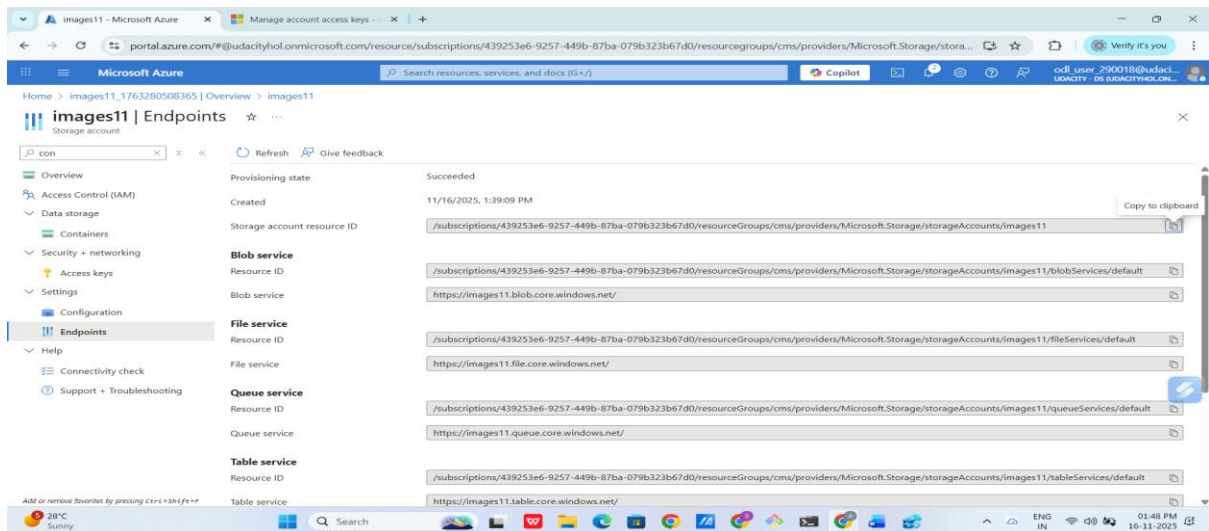 images11 - Microsoft Azure
Manage account access keys - A
portal.azure.com/#@udacityhol.onmicrosoft.com/resource/subscriptions/439253e6-9257-449b-87ba-079b323b67d0/resourcegroups/cms/providers/Microsoft.Storage/stora...
Verify it's you
Microsoft Azure
Search resources, services, and docs (G+/)
Copilot
2
odl_user_290018@udaci...
UDACITY - DS (UDACITYHOL.ON...
Home > images11_1763280508365 | Overview > images11
images11 | Endpoints
Storage account
con
Refresh
Give feedback
Overview
Access Control (IAM)
Data storage
Containers
Security + networking
Access keys
Settings
Configuration
Endpoints
Help
Connectivity check
Support + Troubleshooting
Add or remove favorites by pressing Ctrl+Shift+F
Provisioning state Succeeded
Created 11/16/2025, 1:39:09 PM
Copy to clipboard
Storage account resource ID /subscriptions/439253e6-9257-449b-87ba-079b323b67d0/resourceGroups/cms/providers/Microsoft.Storage/storageAccounts/images11
Blob service
Resource ID /subscriptions/439253e6-9257-449b-87ba-079b323b67d0/resourceGroups/cms/providers/Microsoft.Storage/storageAccounts/images11/blobServices/default
Blob service https://images11.blob.core.windows.net/
File service
Resource ID /subscriptions/439253e6-9257-449b-87ba-079b323b67d0/resourceGroups/cms/providers/Microsoft.Storage/storageAccounts/images11/fileServices/default
File service https://images11.file.core.windows.net/
Queue service
Resource ID /subscriptions/439253e6-9257-449b-87ba-079b323b67d0/resourceGroups/cms/providers/Microsoft.Storage/storageAccounts/images11/queueServices/default
Queue service https://images11.queue.core.windows.net/
Table service
Resource ID /subscriptions/439253e6-9257-449b-87ba-079b323b67d0/resourceGroups/cms/providers/Microsoft.Storage/storageAccounts/images11/tableServices/default
Table service https://images11.table.core.windows.net/
5
28°C
Sunny
Search
ENG
IN
01:48 PM
16-11-2025